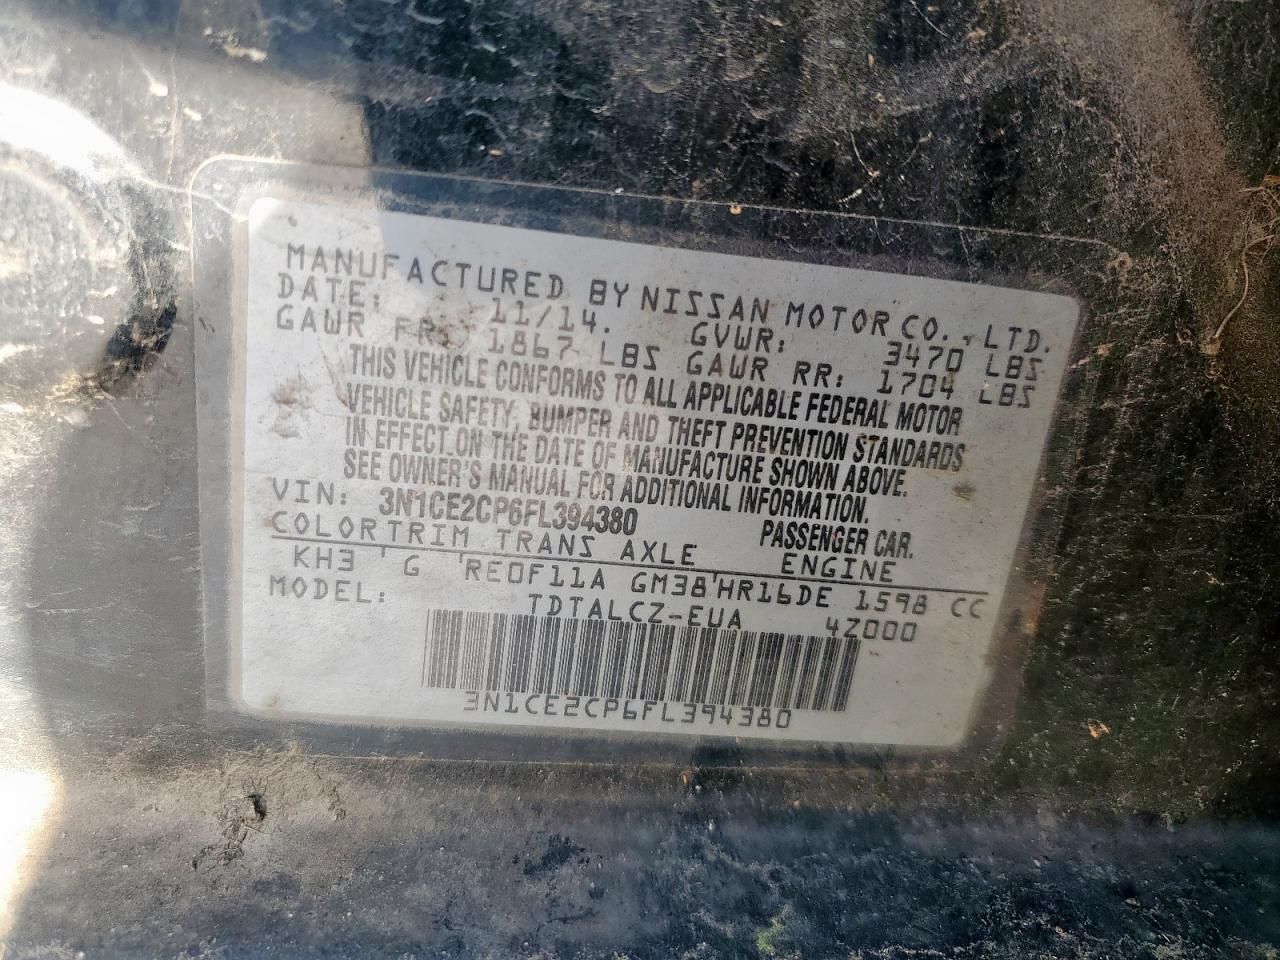 MANUFACTURED BY NISSAN MOTOR CO., LTD.
DATE: 11/14. GVWR: 3470 LBS
GAWR FR: 1867 LBS GAWR RR: 1704 LBS
THIS VEHICLE CONFORMS TO ALL APPLICABLE FEDERAL MOTOR
VEHICLE SAFETY, BUMPER AND THEFT PREVENTION STANDARDS
IN EFFECT ON THE DATE OF MANUFACTURE SHOWN ABOVE.
SEE OWNER'S MANUAL FOR ADDITIONAL INFORMATION.
VIN: 3N1CE2CP6FL394380 PASSENGER CAR.
COLOR TRIM TRANS AXLE ENGINE
KH3 ' G 'RE0F11A GM38'HR16DE 1598 CC
MODEL: TDTALCZ-EUA 4Z000
3N1CE2CP6FL394380